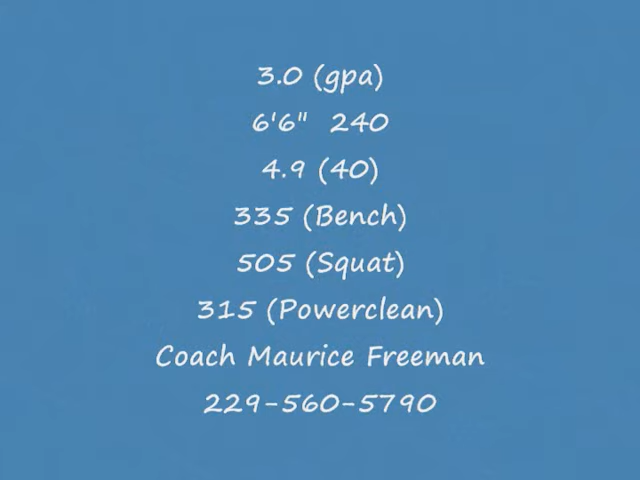 3.0 (gpa)
6'6" 240
4.9 (40)
335 (Bench)
505 (Squat)
315 (Powerclean)
Coach Maurice Freeman
229-560-5790